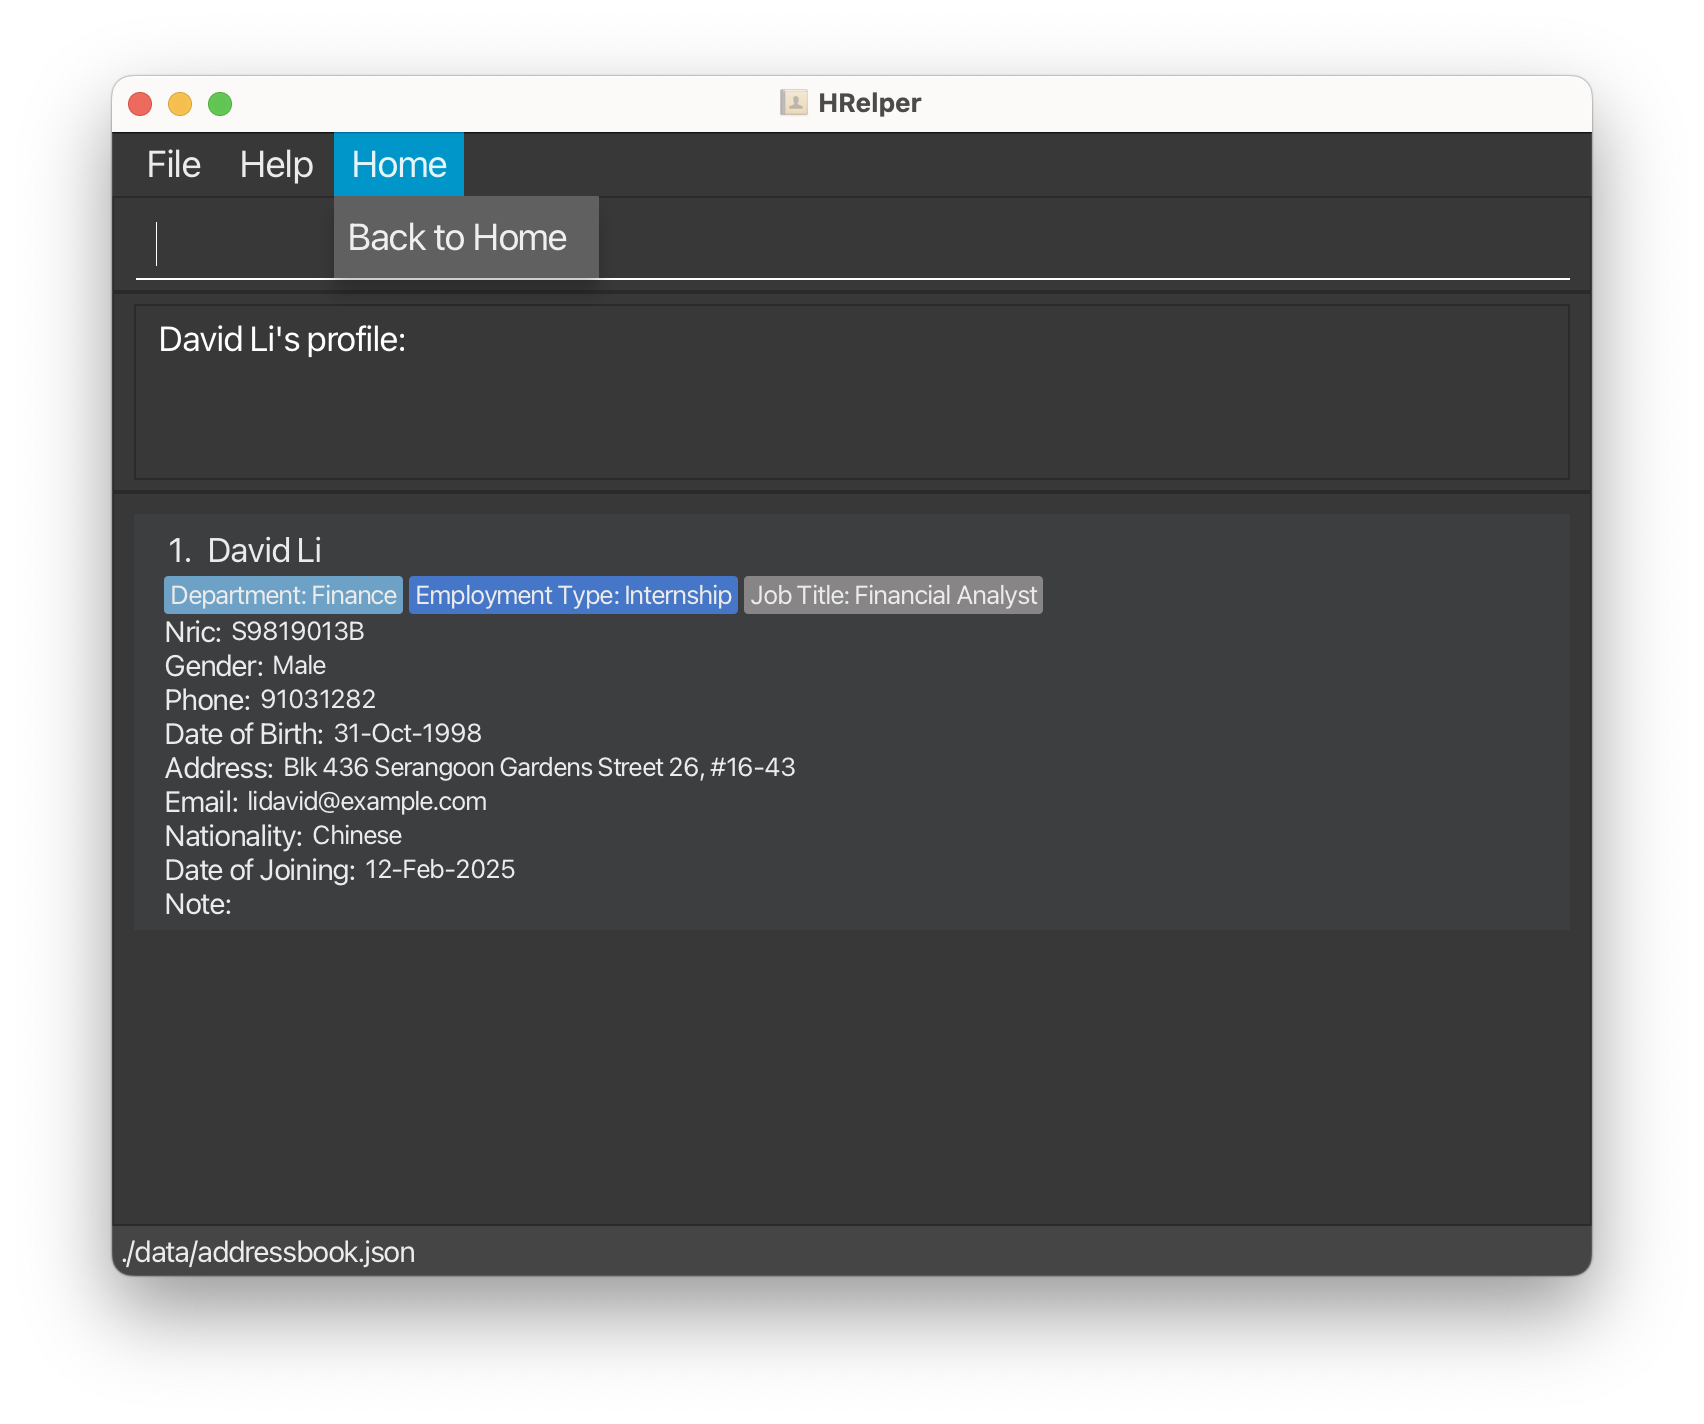 HRelper
File Help Home
Back to Home
David Li's profile:
1. David Li
Department: Finance Employment Type: Internship Job Title: Financial Analyst
Nric: S9819013B
Gender: Male
Phone: 91031282
Date of Birth: 31-Oct-1998
Address: Blk 436 Serangoon Gardens Street 26, #16-43
Email: lidavid@example.com
Nationality: Chinese
Date of Joining: 12-Feb-2025
Note:
./data/addressbook.json